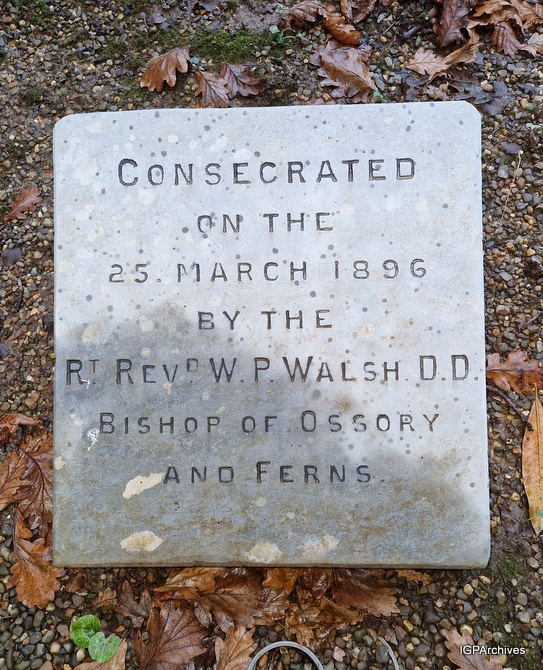 CONSECRATED
ON THE
25. MARCH 1896
BY THE
RT REVD W. P. WALSH D.D.
BISHOP OF OSSORY
AND FERNS.
IGPArchives